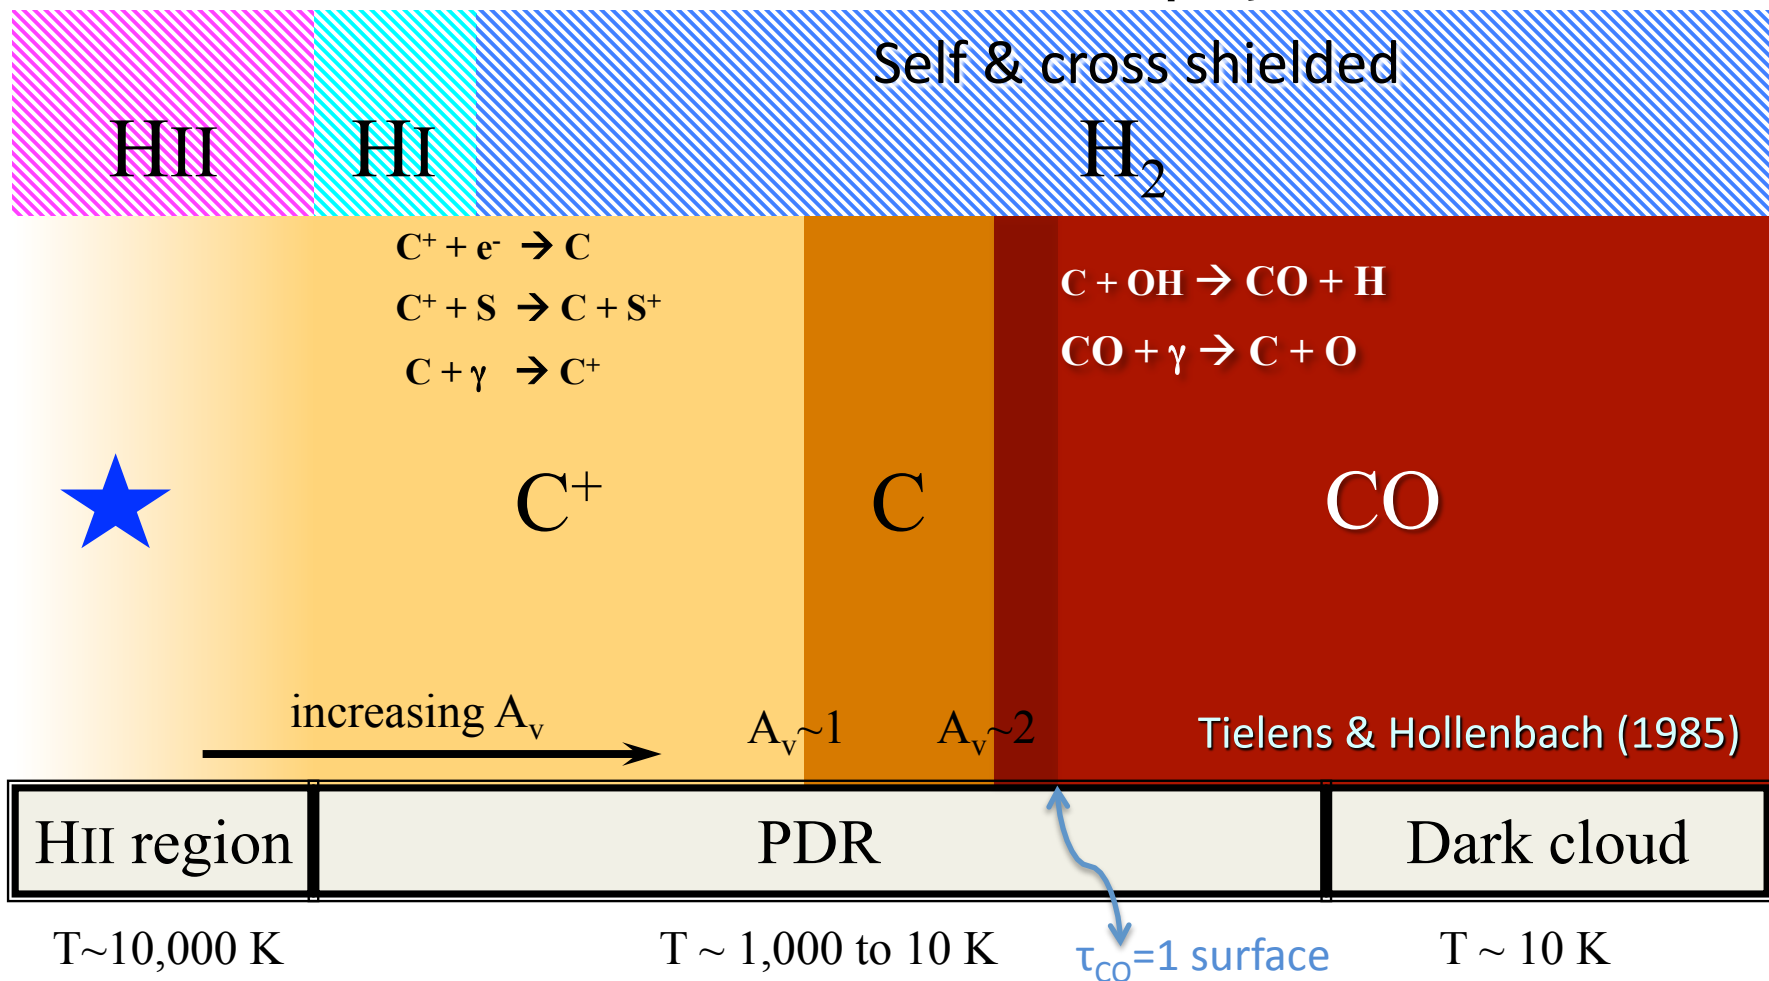 Self & cross shielded
HII
HI
H₂
C⁺ + e⁻ → C
C⁺ + S → C + S⁺
C + γ → C⁺
C + OH → CO + H
CO + γ → C + O
C⁺
C
CO
increasing Aᵥ
Aᵥ~1
Aᵥ~2
Tielens & Hollenbach (1985)
HII region
PDR
Dark cloud
T~10,000 K
T ~ 1,000 to 10 K
τCO=1 surface
T ~ 10 K